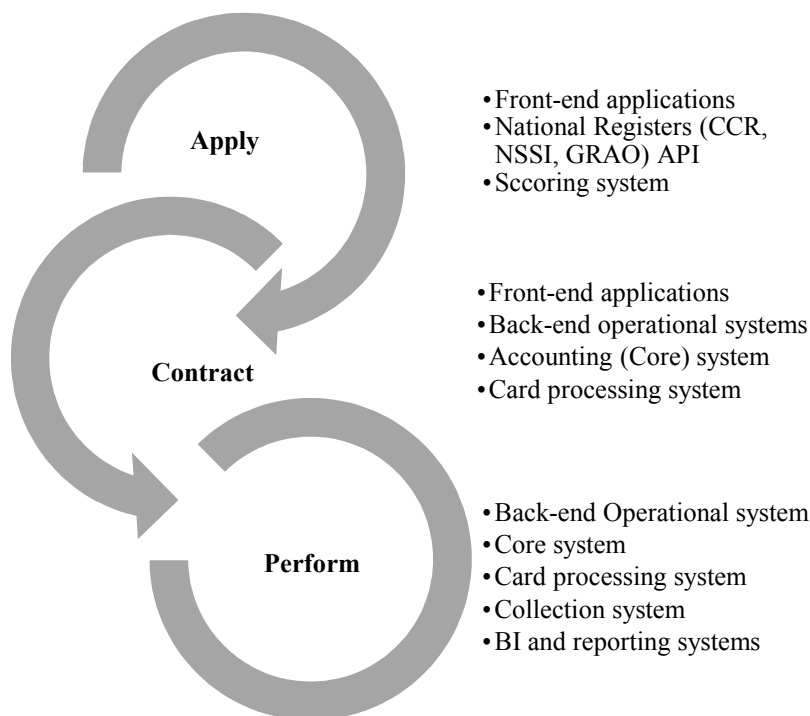 Apply
•Front-end applications
•National Registers (CCR,
NSSI, GRAO) API
•Sccoring system
Contract
•Front-end applications
•Back-end operational systems
•Accounting (Core) system
•Card processing system
Perform
•Back-end Operational system
•Core system
•Card processing system
•Collection system
•BI and reporting systems